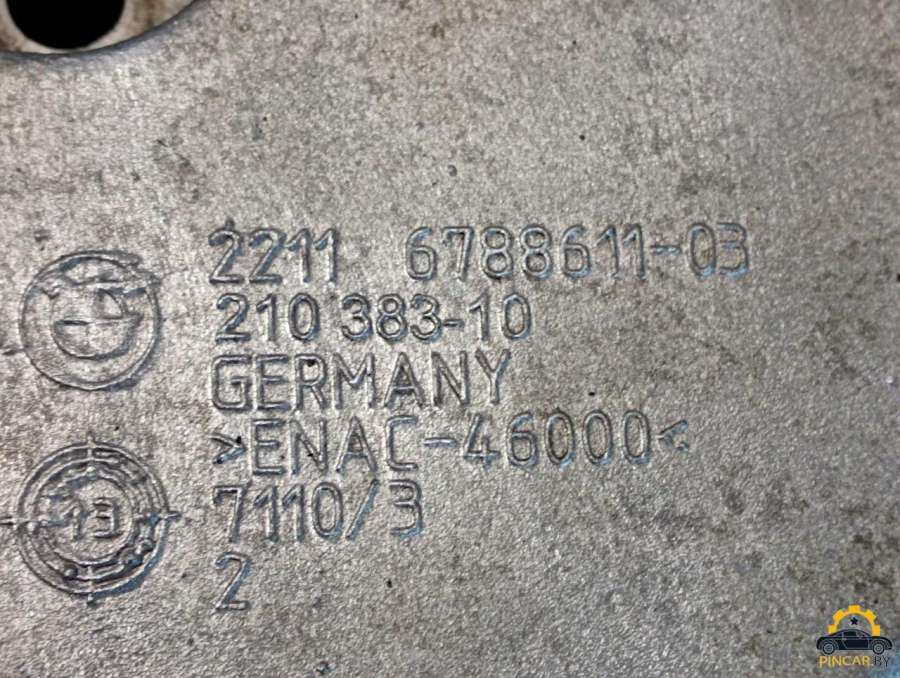 2211 6788611-03
210 383-10
GERMANY
>ENAC-46000<
7110/3
13
2
PINCAR.BY